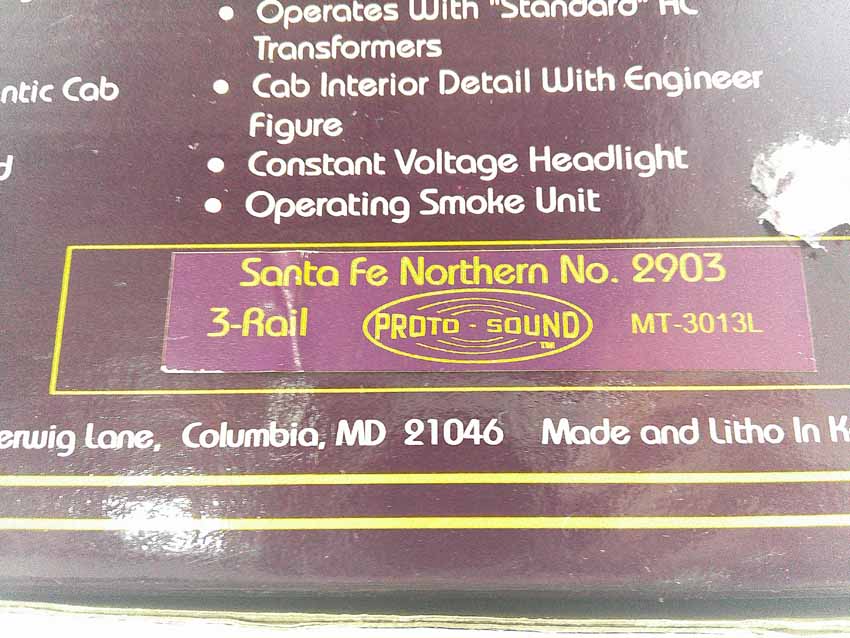 • Operates With "Standard" AC
Transformers
ntic Cab
• Cab Interior Detail With Engineer
Figure
d
• Constant Voltage Headlight
• Operating Smoke Unit
Santa Fe Northern No. 2903
3-Rail PROTO - SOUND ™ MT-3013L
erwig Lane, Columbia, MD 21046 Made and Litho In K